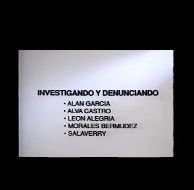 INVESTIGANDO Y DENUNCIANDO
• ALAN GARCIA
• ALVA CASTRO
• LEON ALEGRIA
• MORALES BERMUDEZ
• SALAVERRY